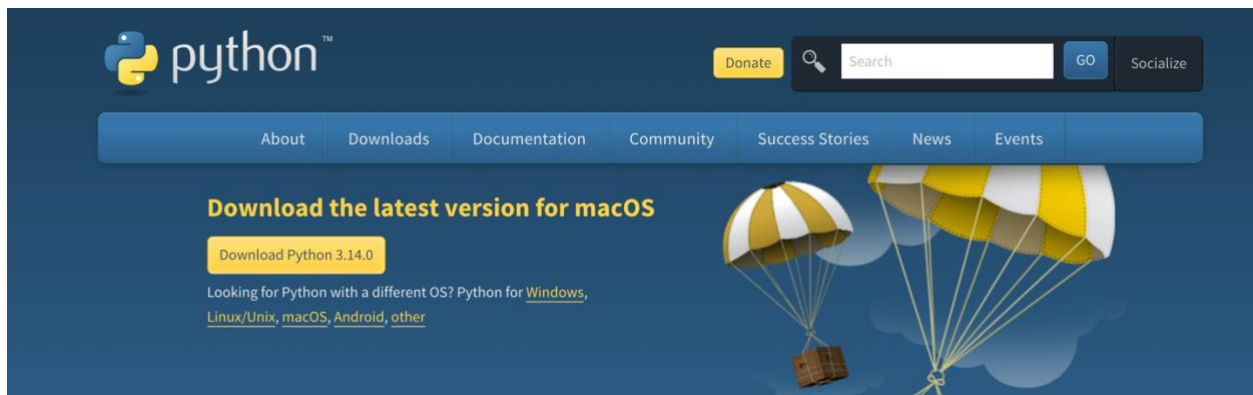 python™
Donate
Search
GO
Socialize
About Downloads Documentation Community Success Stories News Events
Download the latest version for macOS
Download Python 3.14.0
Looking for Python with a different OS? Python for Windows,
Linux/Unix, macOS, Android, other